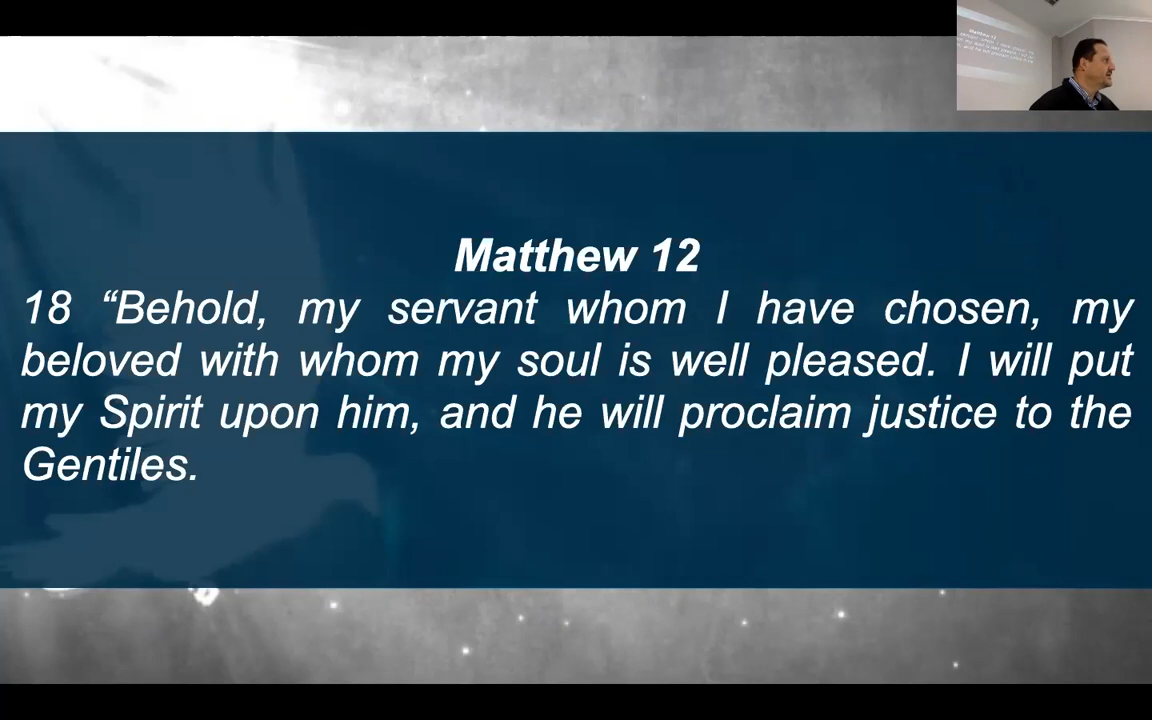 Matthew 12
18 “Behold, my servant whom I have chosen, my
beloved with whom my soul is well pleased. I will put
my Spirit upon him, and he will proclaim justice to the
Gentiles.